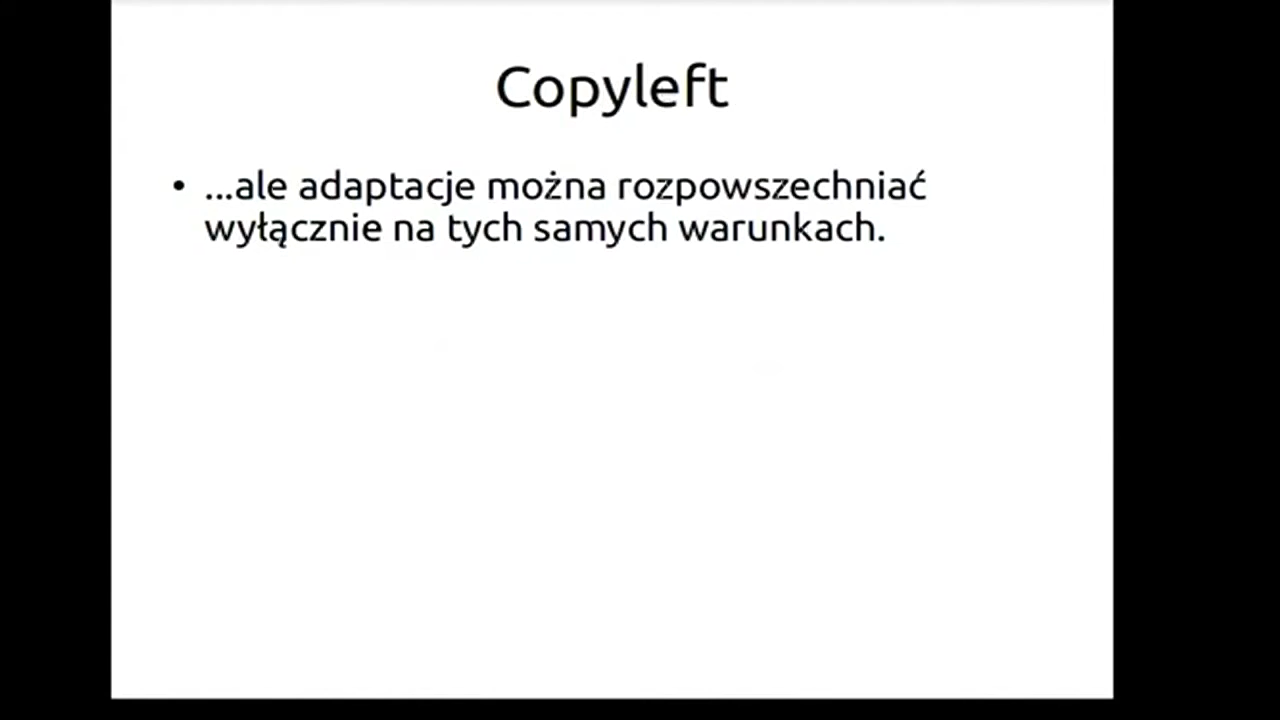 Copyleft
• ...ale adaptacje można rozpowszechniać
wyłącznie na tych samych warunkach.